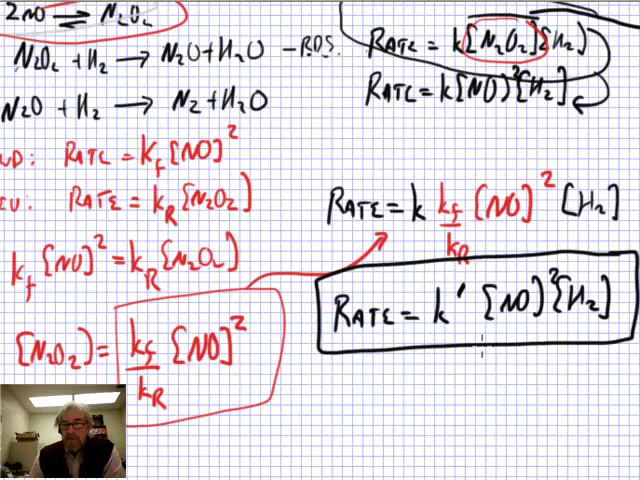 2NO ⇌ N₂O₂
N₂O₂ + H₂ → N₂O + H₂O - RDS.
N₂O + H₂ → N₂ + H₂O
RATE = k[N₂O₂][H₂]
RATE = k[NO]²[H₂]
WD: RATE = kf [NO]²
EV: RATE = kR [N₂O₂]
kf [NO]² = kR [N₂O₂]
[N₂O₂] = kf/kR [NO]²
RATE = k kf/kR [NO]² [H₂]
RATE = k' [NO]² [H₂]